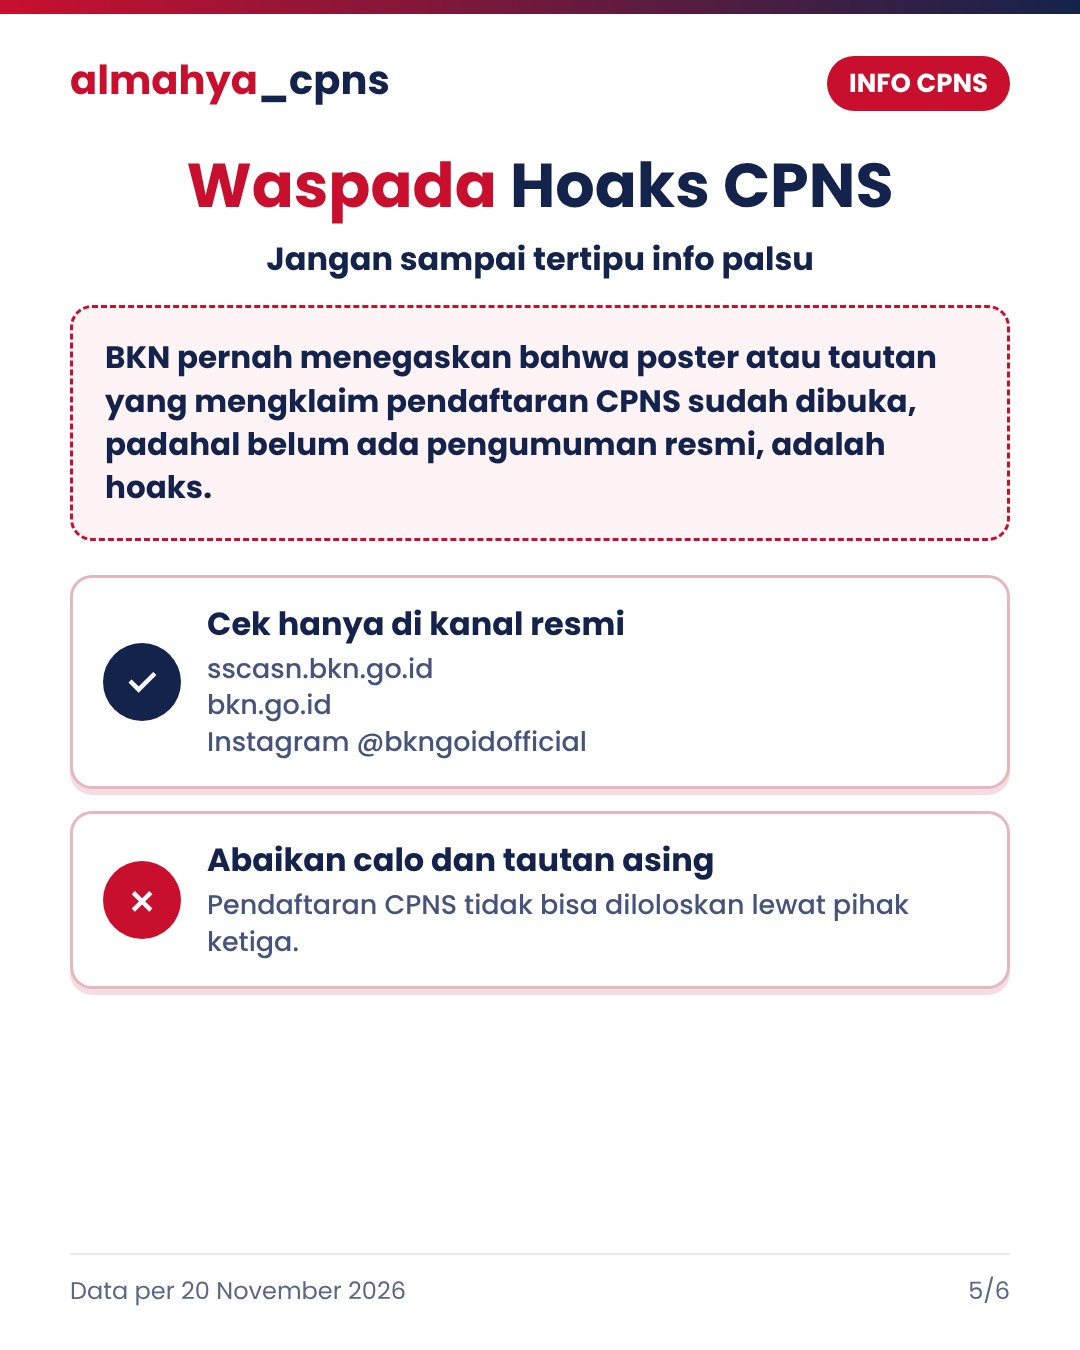 almahya_cpns
INFO CPNS
Waspada Hoaks CPNS
Jangan sampai tertipu info palsu
BKN pernah menegaskan bahwa poster atau tautan
yang mengklaim pendaftaran CPNS sudah dibuka,
padahal belum ada pengumuman resmi, adalah
hoaks.
Cek hanya di kanal resmi
sscasn.bkn.go.id
bkn.go.id
Instagram @bkngoidofficial
Abaikan calo dan tautan asing
Pendaftaran CPNS tidak bisa diloloskan lewat pihak
ketiga.
Data per 20 November 2026
5/6